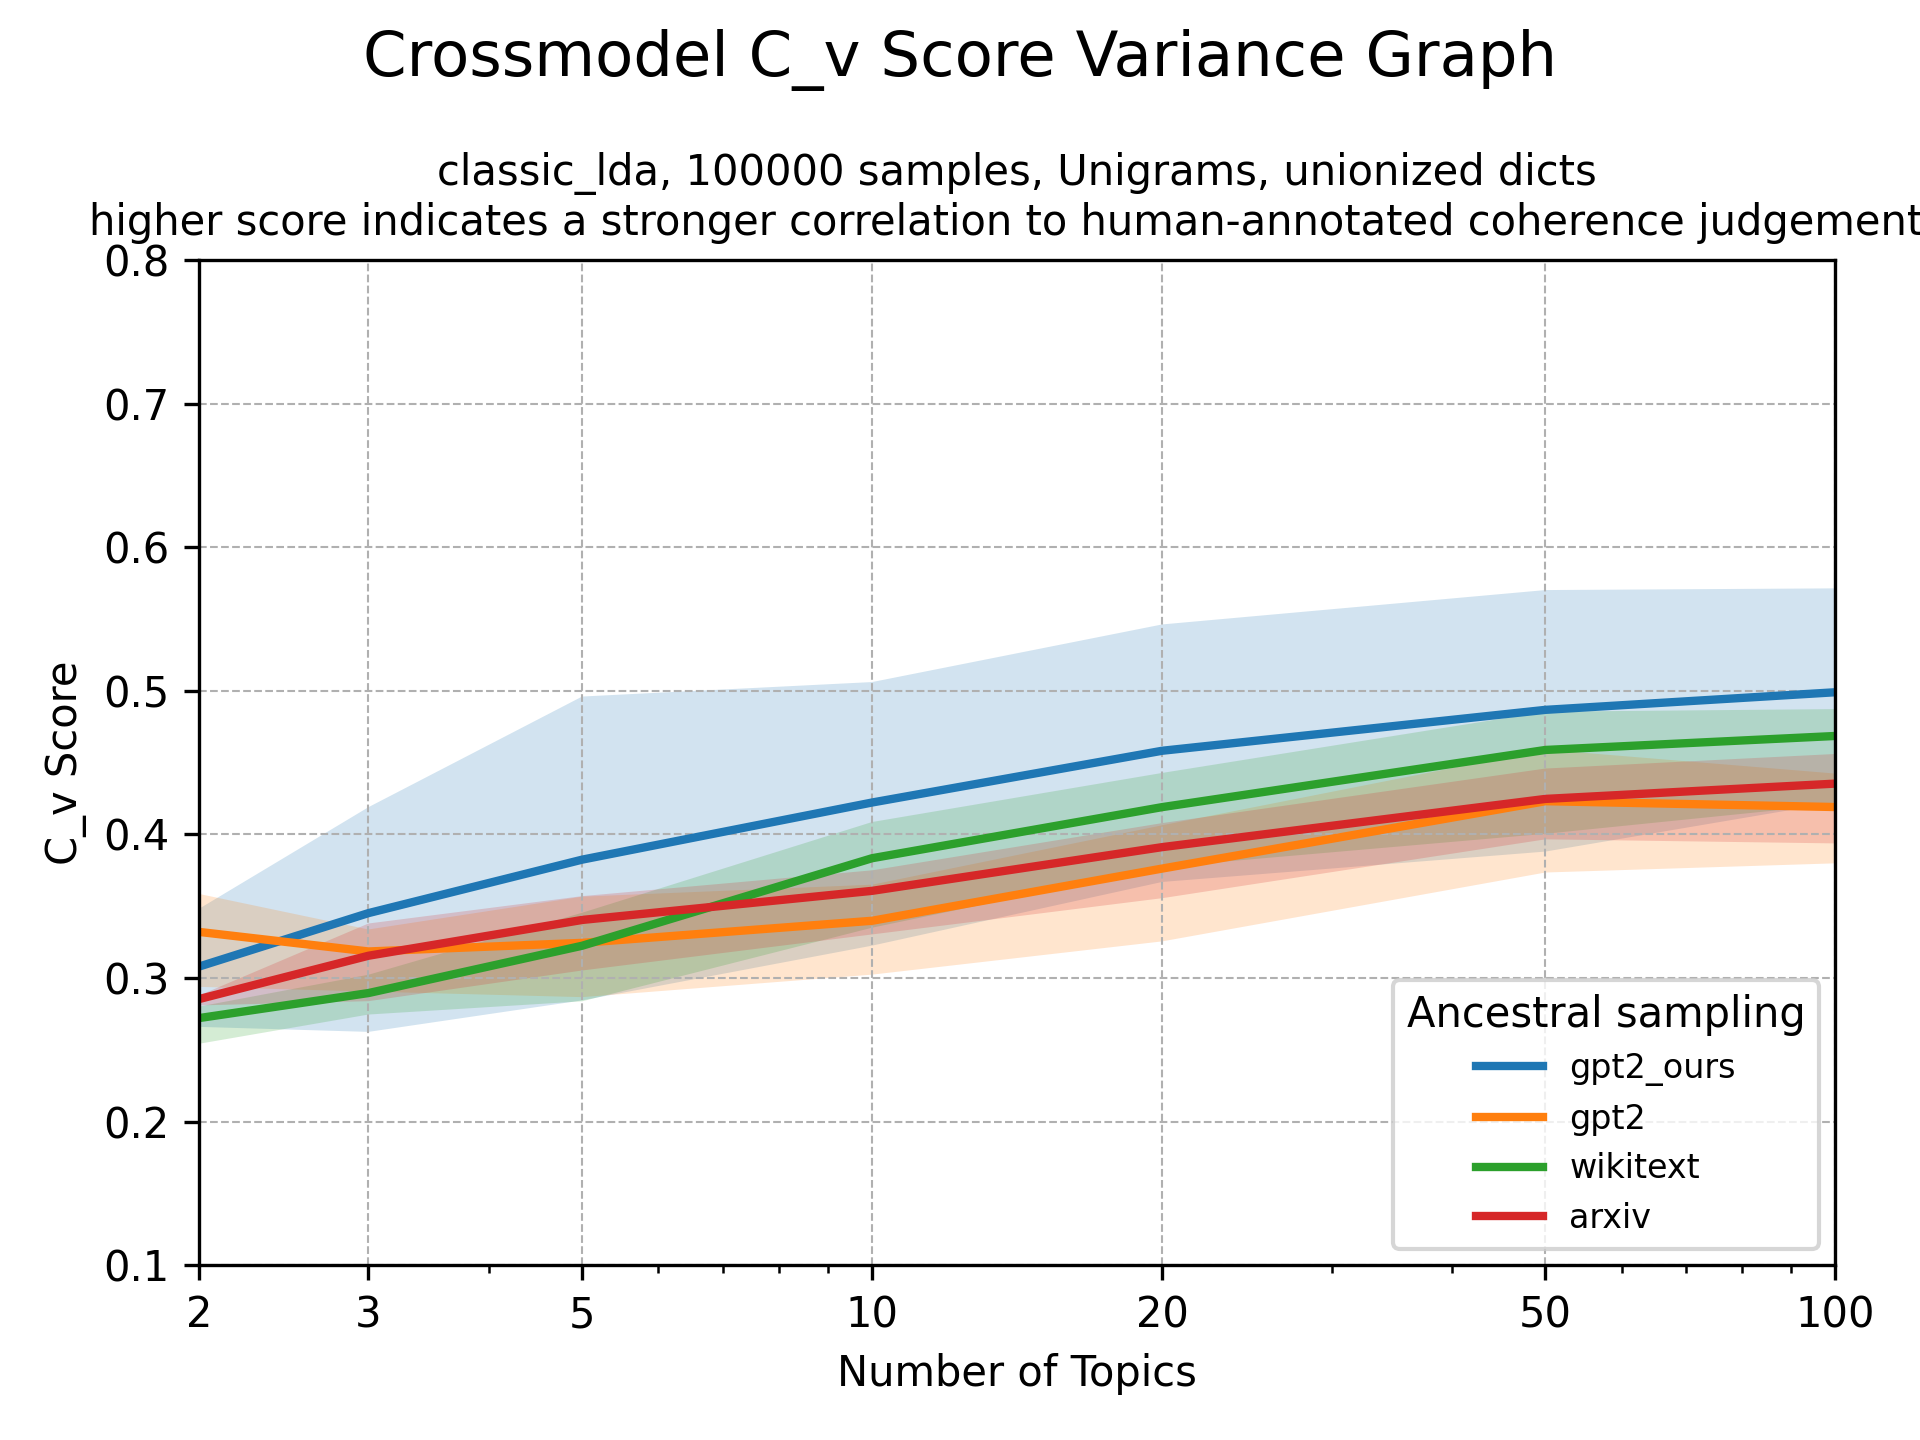 Crossmodel C_v Score Variance Graph
classic_lda, 100000 samples, Unigrams, unionized dicts
higher score indicates a stronger correlation to human-annotated coherence judgement
0.8
0.7
0.6
0.5
0.4
0.3
0.2
0.1
C_v Score
Ancestral sampling
gpt2_ours
gpt2
wikitext
arxiv
2 3 5 10 20 50 100
Number of Topics